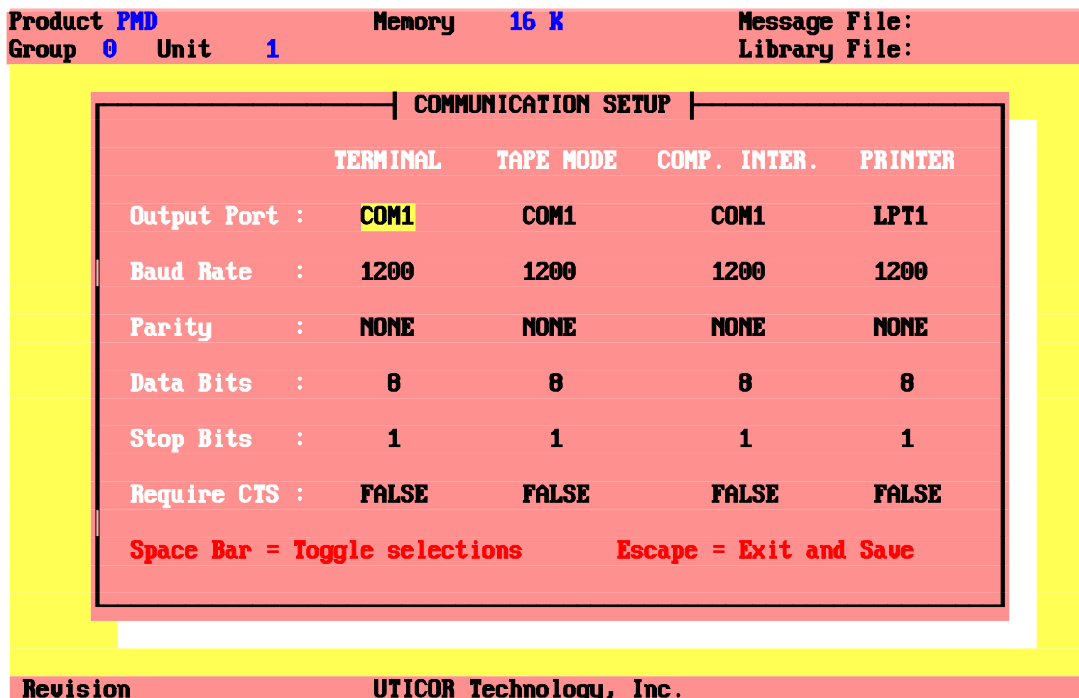 Product PMD Memory 16 K Message File:
Group 0 Unit 1 Library File:
COMMUNICATION SETUP
TERMINAL TAPE MODE COMP. INTER. PRINTER
Output Port : COM1 COM1 COM1 LPT1
Baud Rate : 1200 1200 1200 1200
Parity : NONE NONE NONE NONE
Data Bits : 8 8 8 8
Stop Bits : 1 1 1 1
Require CTS : FALSE FALSE FALSE FALSE
Space Bar = Toggle selections Escape = Exit and Save
Revision UTICOR Technology, Inc.